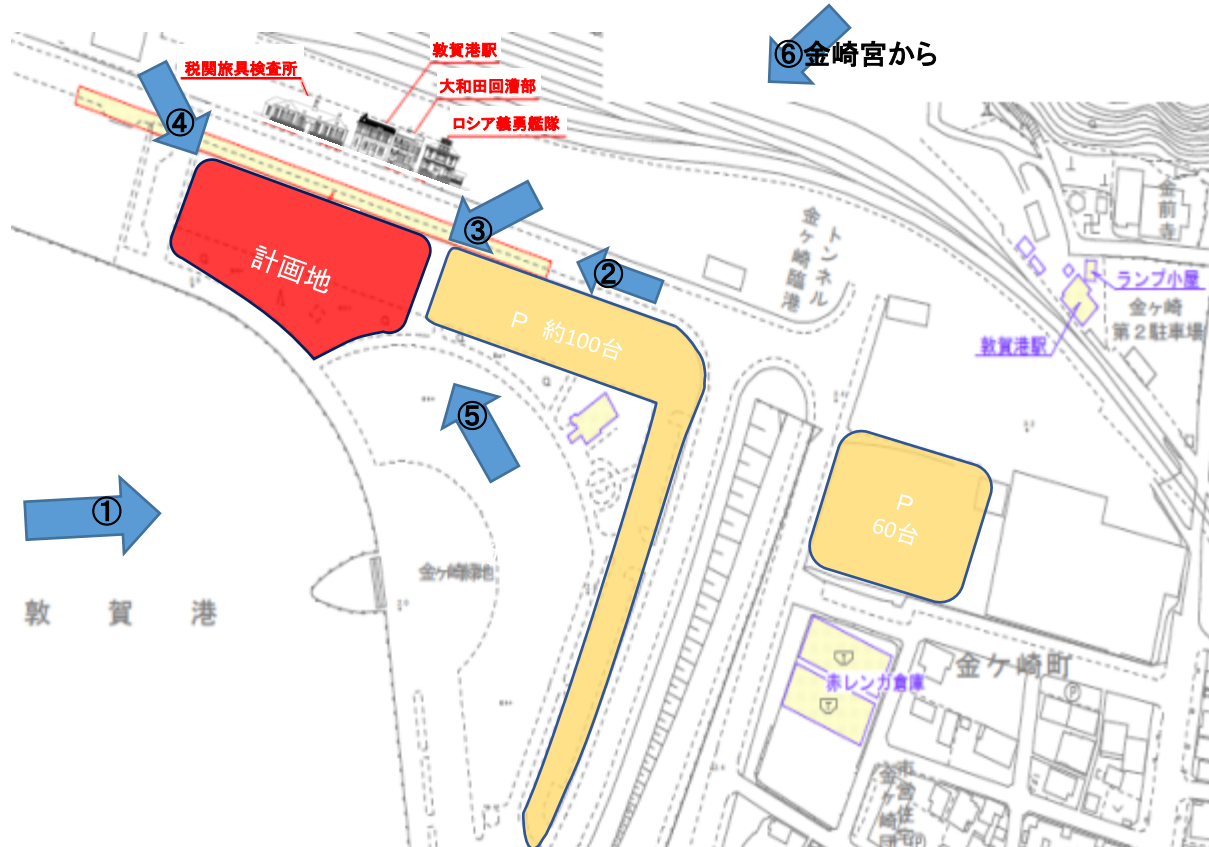 ⑥金崎宮から
敦賀港駅
税関旅具検査所
大和田回漕部
④
ロシア義勇艦隊
金前寺
③
トンネル
金ヶ崎臨港
計画地
②
ランプ小屋
金ヶ崎
第2駐車場
P 約100台
敦賀港駅
⑤
①
P
60台
金ヶ崎緑地
敦賀港
金ケ崎町
赤レンガ倉庫